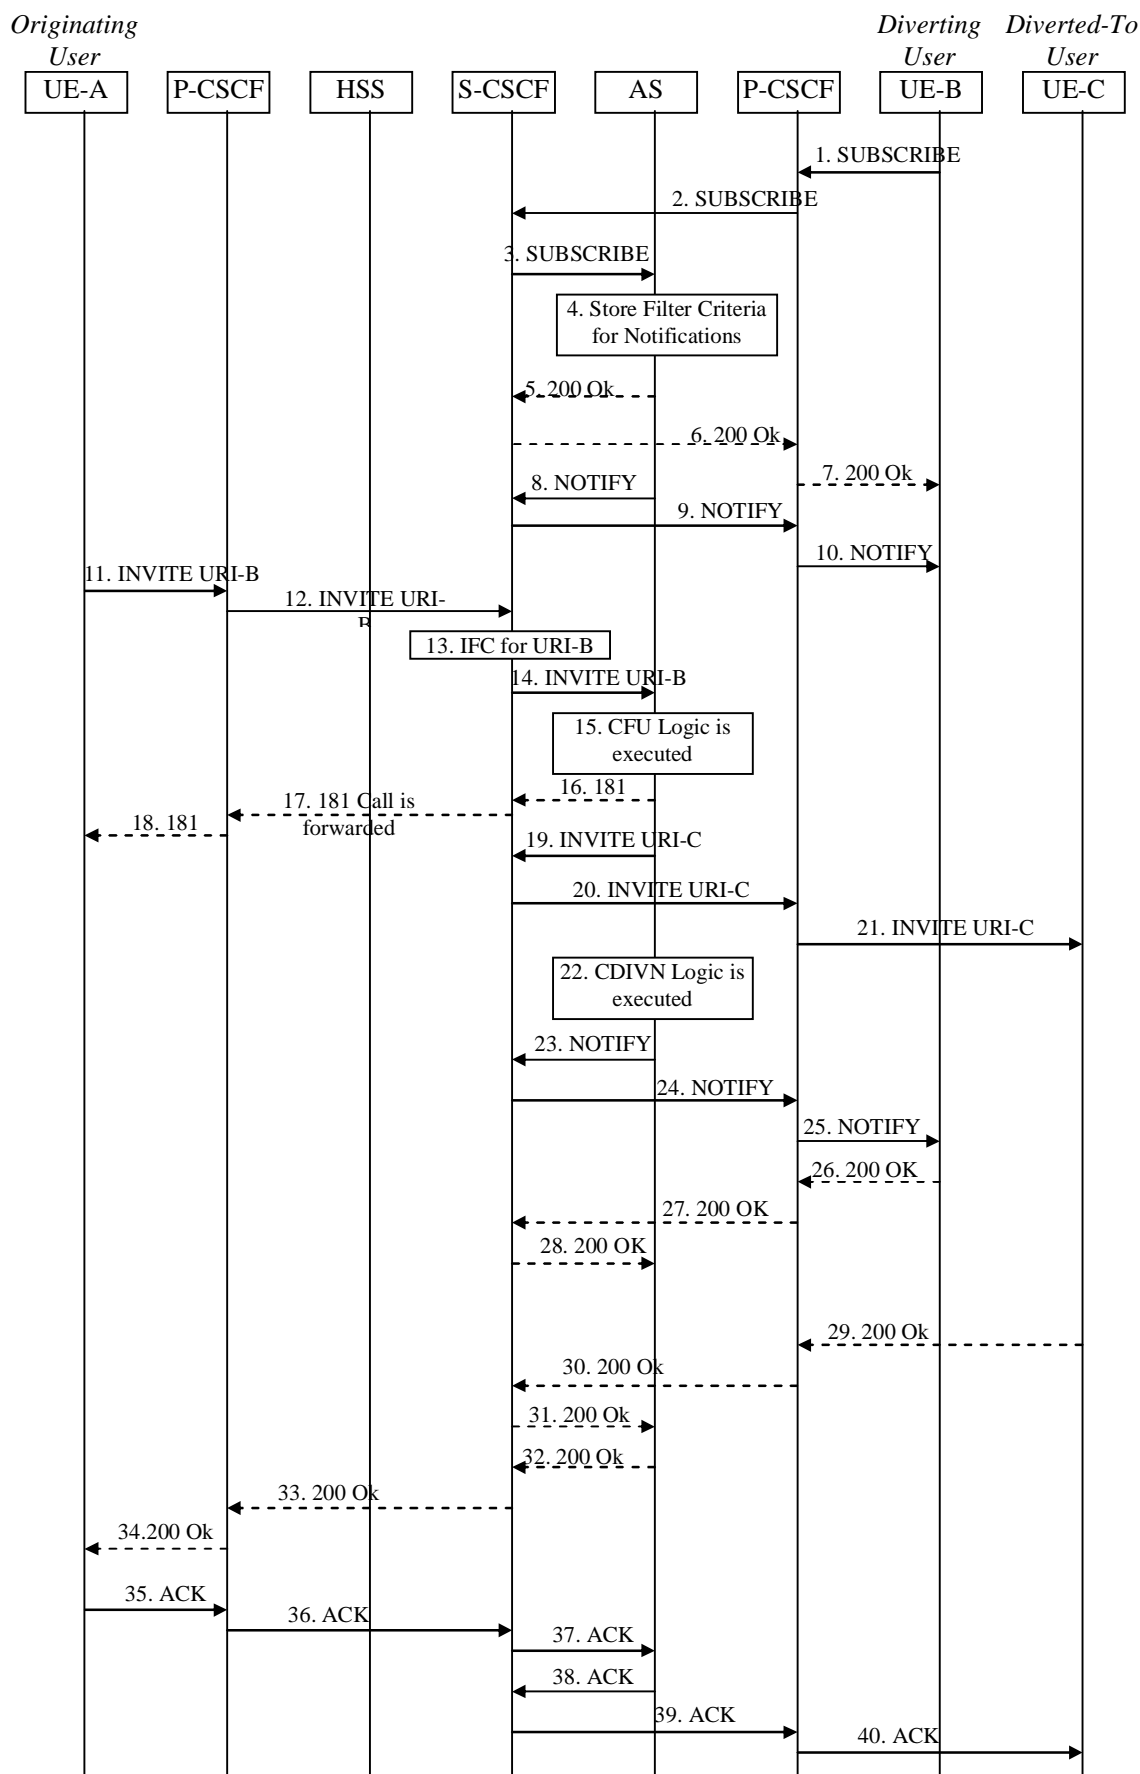 Originating
User
Diverting
User
Diverted-To
User
UE-A
P-CSCF
HSS
S-CSCF
AS
P-CSCF
UE-B
UE-C
1. SUBSCRIBE
2. SUBSCRIBE
3. SUBSCRIBE
4. Store Filter Criteria
for Notifications
5. 200 Ok
6. 200 Ok
7. 200 Ok
8. NOTIFY
9. NOTIFY
10. NOTIFY
11. INVITE URI-B
12. INVITE URI-
B
13. IFC for URI-B
14. INVITE URI-B
15. CFU Logic is
executed
16. 181
17. 181 Call is
forwarded
18. 181
19. INVITE URI-C
20. INVITE URI-C
21. INVITE URI-C
22. CDIVN Logic is
executed
23. NOTIFY
24. NOTIFY
25. NOTIFY
26. 200 OK
27. 200 OK
28. 200 OK
29. 200 Ok
30. 200 Ok
31. 200 Ok
32. 200 Ok
33. 200 Ok
34.200 Ok
35. ACK
36. ACK
37. ACK
38. ACK
39. ACK
40. ACK